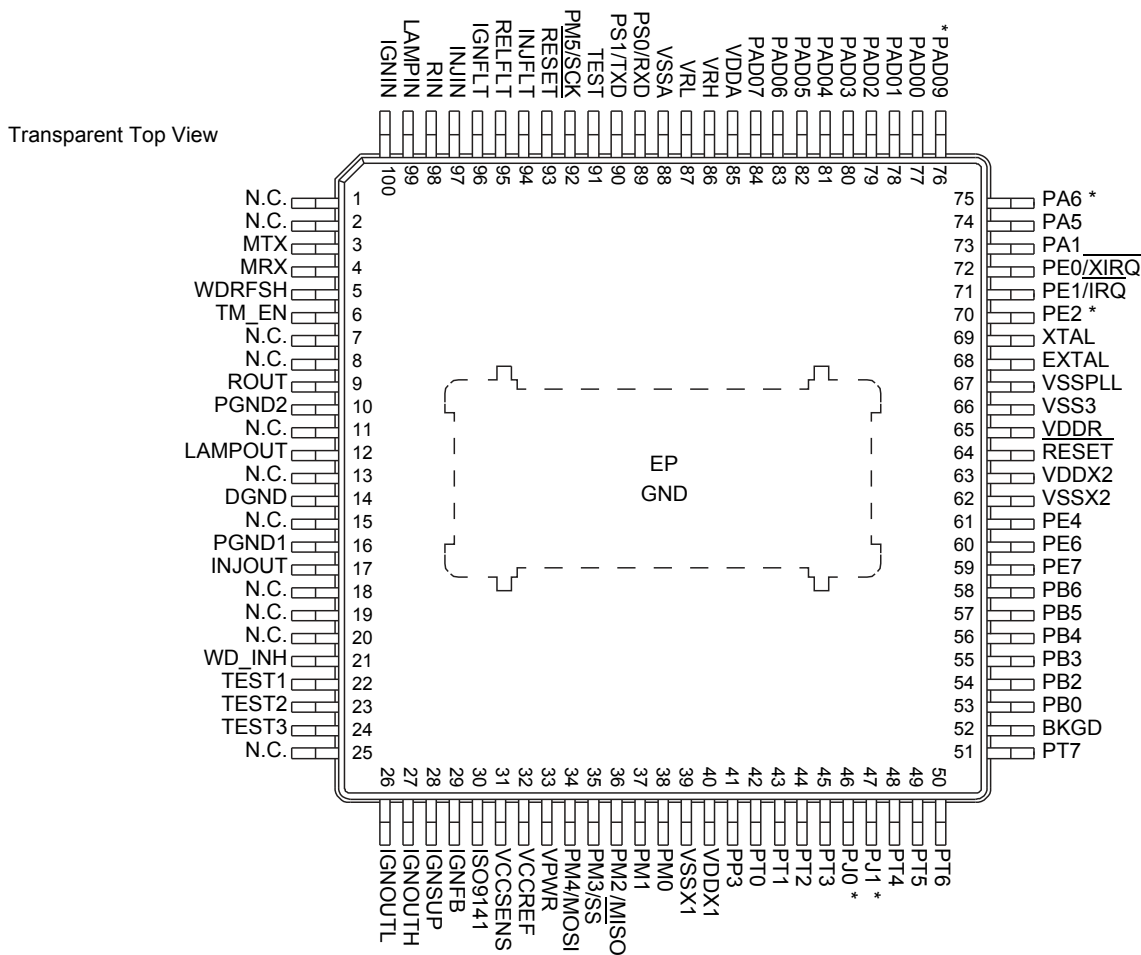 Transparent Top View
IGNIN
LAMPIN
RIN
INJIN
IGNFLT
RELFLT
INJFLT
RESET
PM5/SCK
TEST
PS1/TXD
PS0/RXD
VSSA
VRL
VRH
VDDA
PAD07
PAD06
PAD05
PAD04
PAD03
PAD02
PAD01
PAD00
* PAD09
100
99
98
97
96
95
94
93
92
91
90
89
88
87
86
85
84
83
82
81
80
79
78
77
76
N.C. 1
N.C. 2
MTX 3
MRX 4
WDRFSH 5
TM_EN 6
N.C. 7
N.C. 8
ROUT 9
PGND2 10
N.C. 11
LAMPOUT 12
N.C. 13
DGND 14
N.C. 15
PGND1 16
INJOUT 17
N.C. 18
N.C. 19
N.C. 20
WD_INH 21
TEST1 22
TEST2 23
TEST3 24
N.C. 25
EP
GND
75 PA6 *
74 PA5
73 PA1
72 PE0/XIRQ
71 PE1/IRQ
70 PE2 *
69 XTAL
68 EXTAL
67 VSSPLL
66 VSS3
65 VDDR
64 RESET
63 VDDX2
62 VSSX2
61 PE4
60 PE6
59 PE7
58 PB6
57 PB5
56 PB4
55 PB3
54 PB2
53 PB0
52 BKGD
51 PT7
26
27
28
29
30
31
32
33
34
35
36
37
38
39
40
41
42
43
44
45
46
47
48
49
50
IGNOUTL
IGNOUTH
IGNSUP
IGNFB
ISO9141
VCCSENS
VCCREF
VPWR
PM4/MOSI
PM3/SS
PM2/MISO
PM1
PM0
VSSX1
VDDX1
PP3
PT0
PT1
PT2
PT3
PJ0 *
PJ1 *
PT4
PT5
PT6